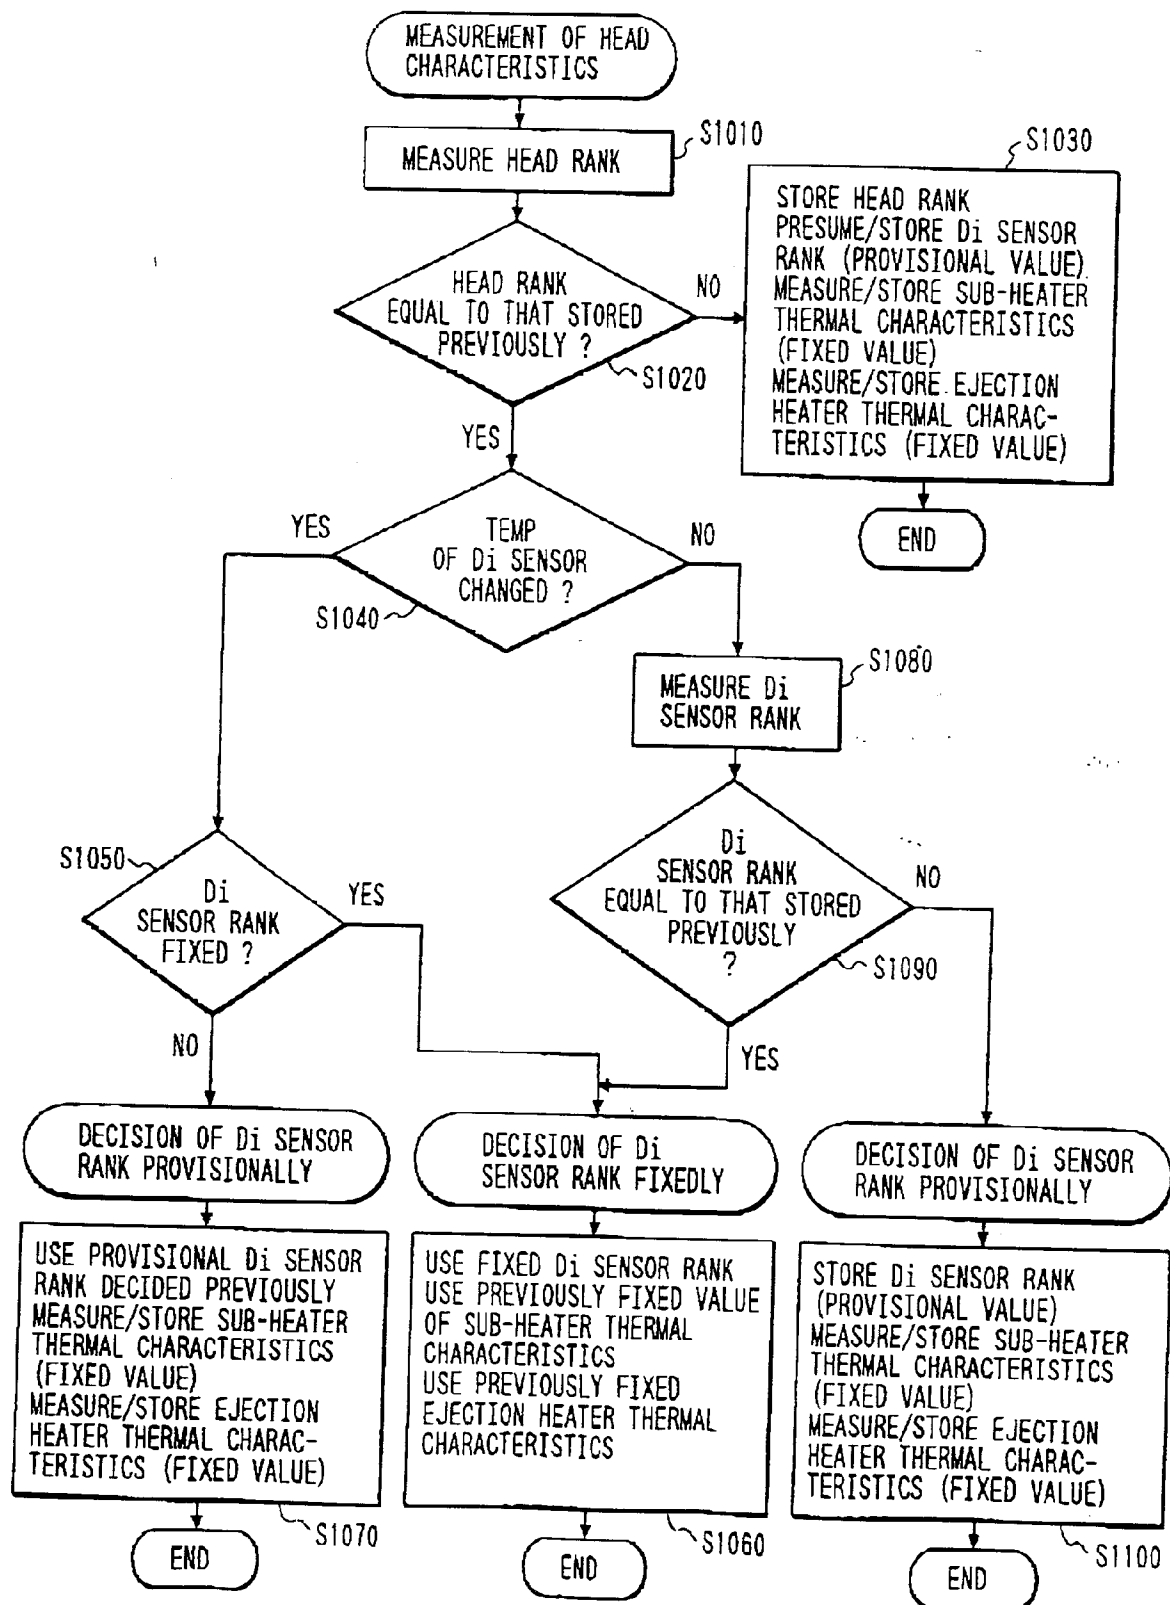 MEASUREMENT OF HEAD
CHARACTERISTICS
S1010
MEASURE HEAD RANK
S1030
STORE HEAD RANK
PRESUME/STORE Di SENSOR
RANK (PROVISIONAL VALUE)
MEASURE/STORE SUB-HEATER
THERMAL CHARACTERISTICS
(FIXED VALUE)
MEASURE/STORE EJECTION
HEATER THERMAL CHARAC-
TERISTICS (FIXED VALUE)
END
HEAD RANK
EQUAL TO THAT STORED
PREVIOUSLY ?
NO
S1020
YES
TEMP
OF Di SENSOR
CHANGED ?
YES
NO
S1040
S1080
MEASURE Di
SENSOR RANK
S1050
Di
SENSOR RANK
FIXED ?
YES
NO
Di
SENSOR RANK
EQUAL TO THAT STORED
PREVIOUSLY
?
NO
S1090
YES
DECISION OF Di SENSOR
RANK PROVISIONALLY
USE PROVISIONAL Di SENSOR
RANK DECIDED PREVIOUSLY
MEASURE/STORE SUB-HEATER
THERMAL CHARACTERISTICS
(FIXED VALUE)
MEASURE/STORE EJECTION
HEATER THERMAL CHARAC-
TERISTICS (FIXED VALUE)
S1070
END
DECISION OF Di
SENSOR RANK FIXEDLY
USE FIXED Di SENSOR RANK
USE PREVIOUSLY FIXED VALUE
OF SUB-HEATER THERMAL
CHARACTERISTICS
USE PREVIOUSLY FIXED
EJECTION HEATER THERMAL
CHARACTERISTICS
S1060
END
DECISION OF Di SENSOR
RANK PROVISIONALLY
STORE Di SENSOR RANK
(PROVISIONAL VALUE)
MEASURE/STORE SUB-HEATER
THERMAL CHARACTERISTICS
(FIXED VALUE)
MEASURE/STORE EJECTION
HEATER THERMAL CHARAC-
TERISTICS (FIXED VALUE)
S1100
END